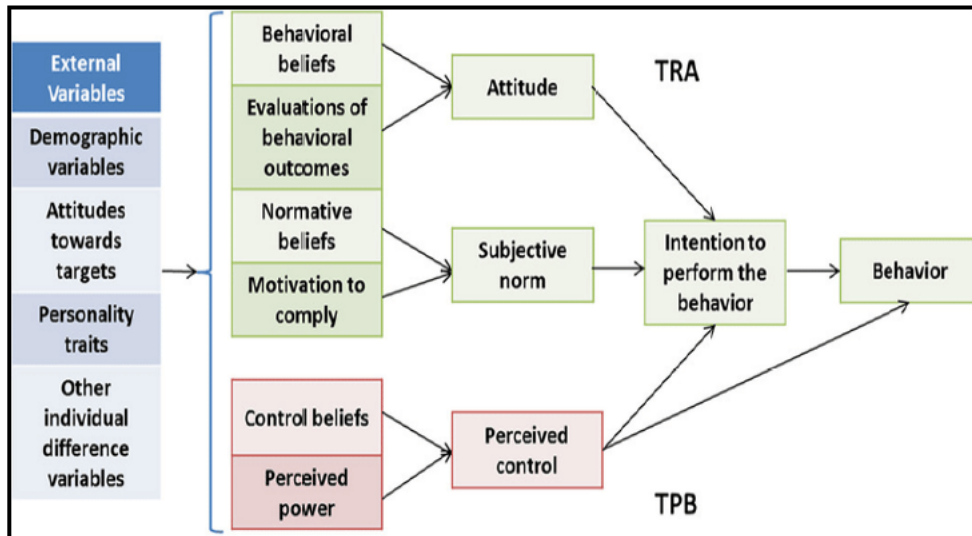 External
Variables
Demographic
variables
Attitudes
towards
targets
Personality
traits
Other
individual
difference
variables
Behavioral
beliefs
Evaluations of
behavioral
outcomes
Normative
beliefs
Motivation to
comply
Control beliefs
Perceived
power
Attitude
Subjective
norm
Perceived
control
TRA
Intention to
perform the
behavior
Behavior
TPB